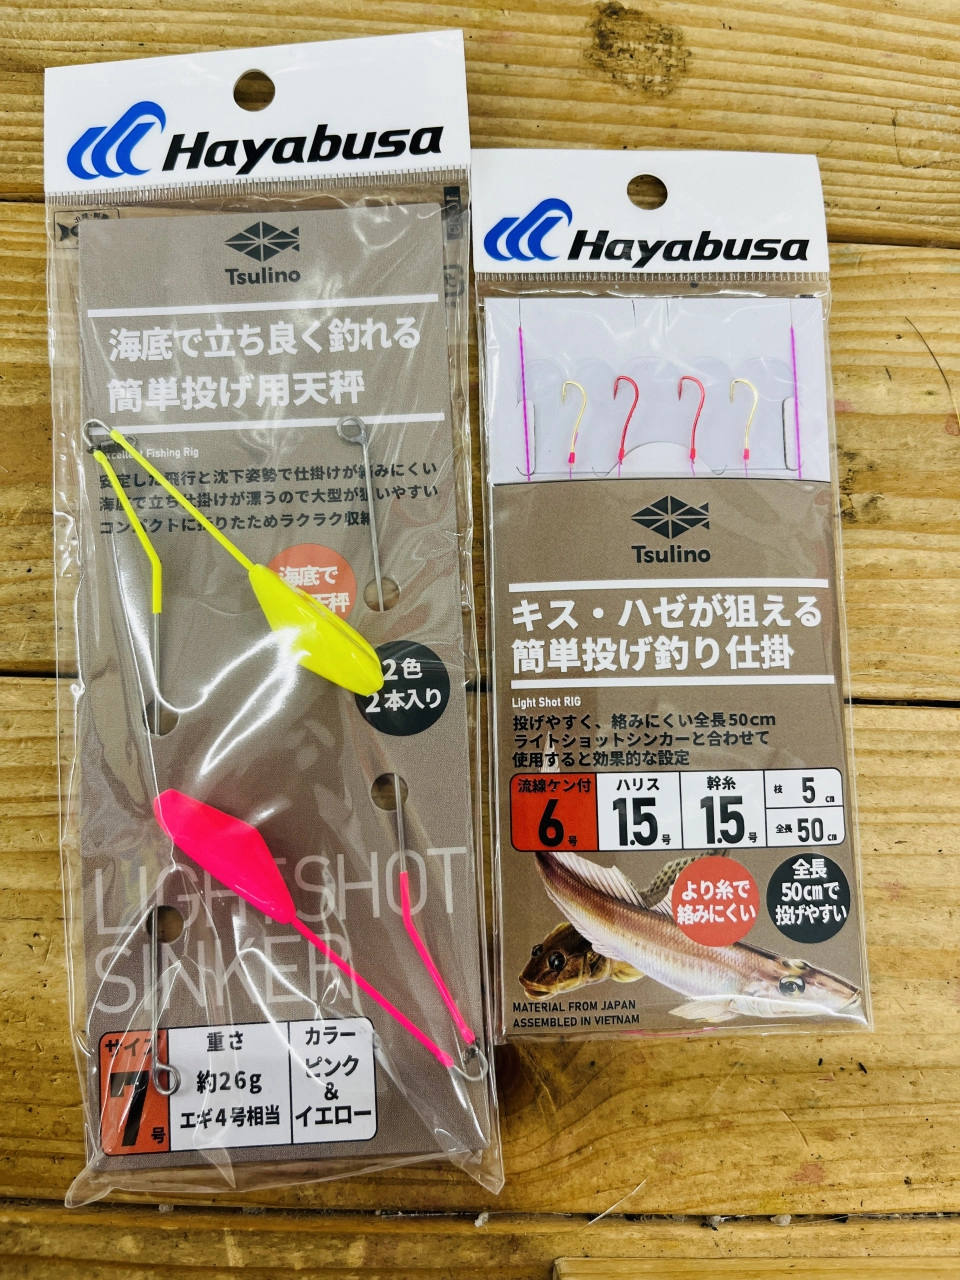 Hayabusa
Tsulino
海底で立ち良く釣れる
簡単投げ用天秤
Fishing Rig
安定した飛行と沈下姿勢で仕掛けが絡みにくい
海底で立ち仕掛けが漂うので大型が狙いやすい
コンパクトに折りたためラクラク収納
海底で
天秤
2色
2本入り
LIGHT SHOT
SINKER
サイズ
7号
重さ
約26g
エギ4号相当
カラー
ピンク
&
イエロー
Hayabusa
Tsulino
キス・ハゼが狙える
簡単投げ釣り仕掛
Light Shot RIG
投げやすく、絡みにくい全長50cm
ライトショットシンカーと合わせて
使用すると効果的な設定
流線ケン付
6号
ハリス
1.5号
幹糸
1.5号
枝 5cm
全長 50cm
より糸で
絡みにくい
全長
50cmで
投げやすい
MATERIAL FROM JAPAN
ASSEMBLED IN VIETNAM